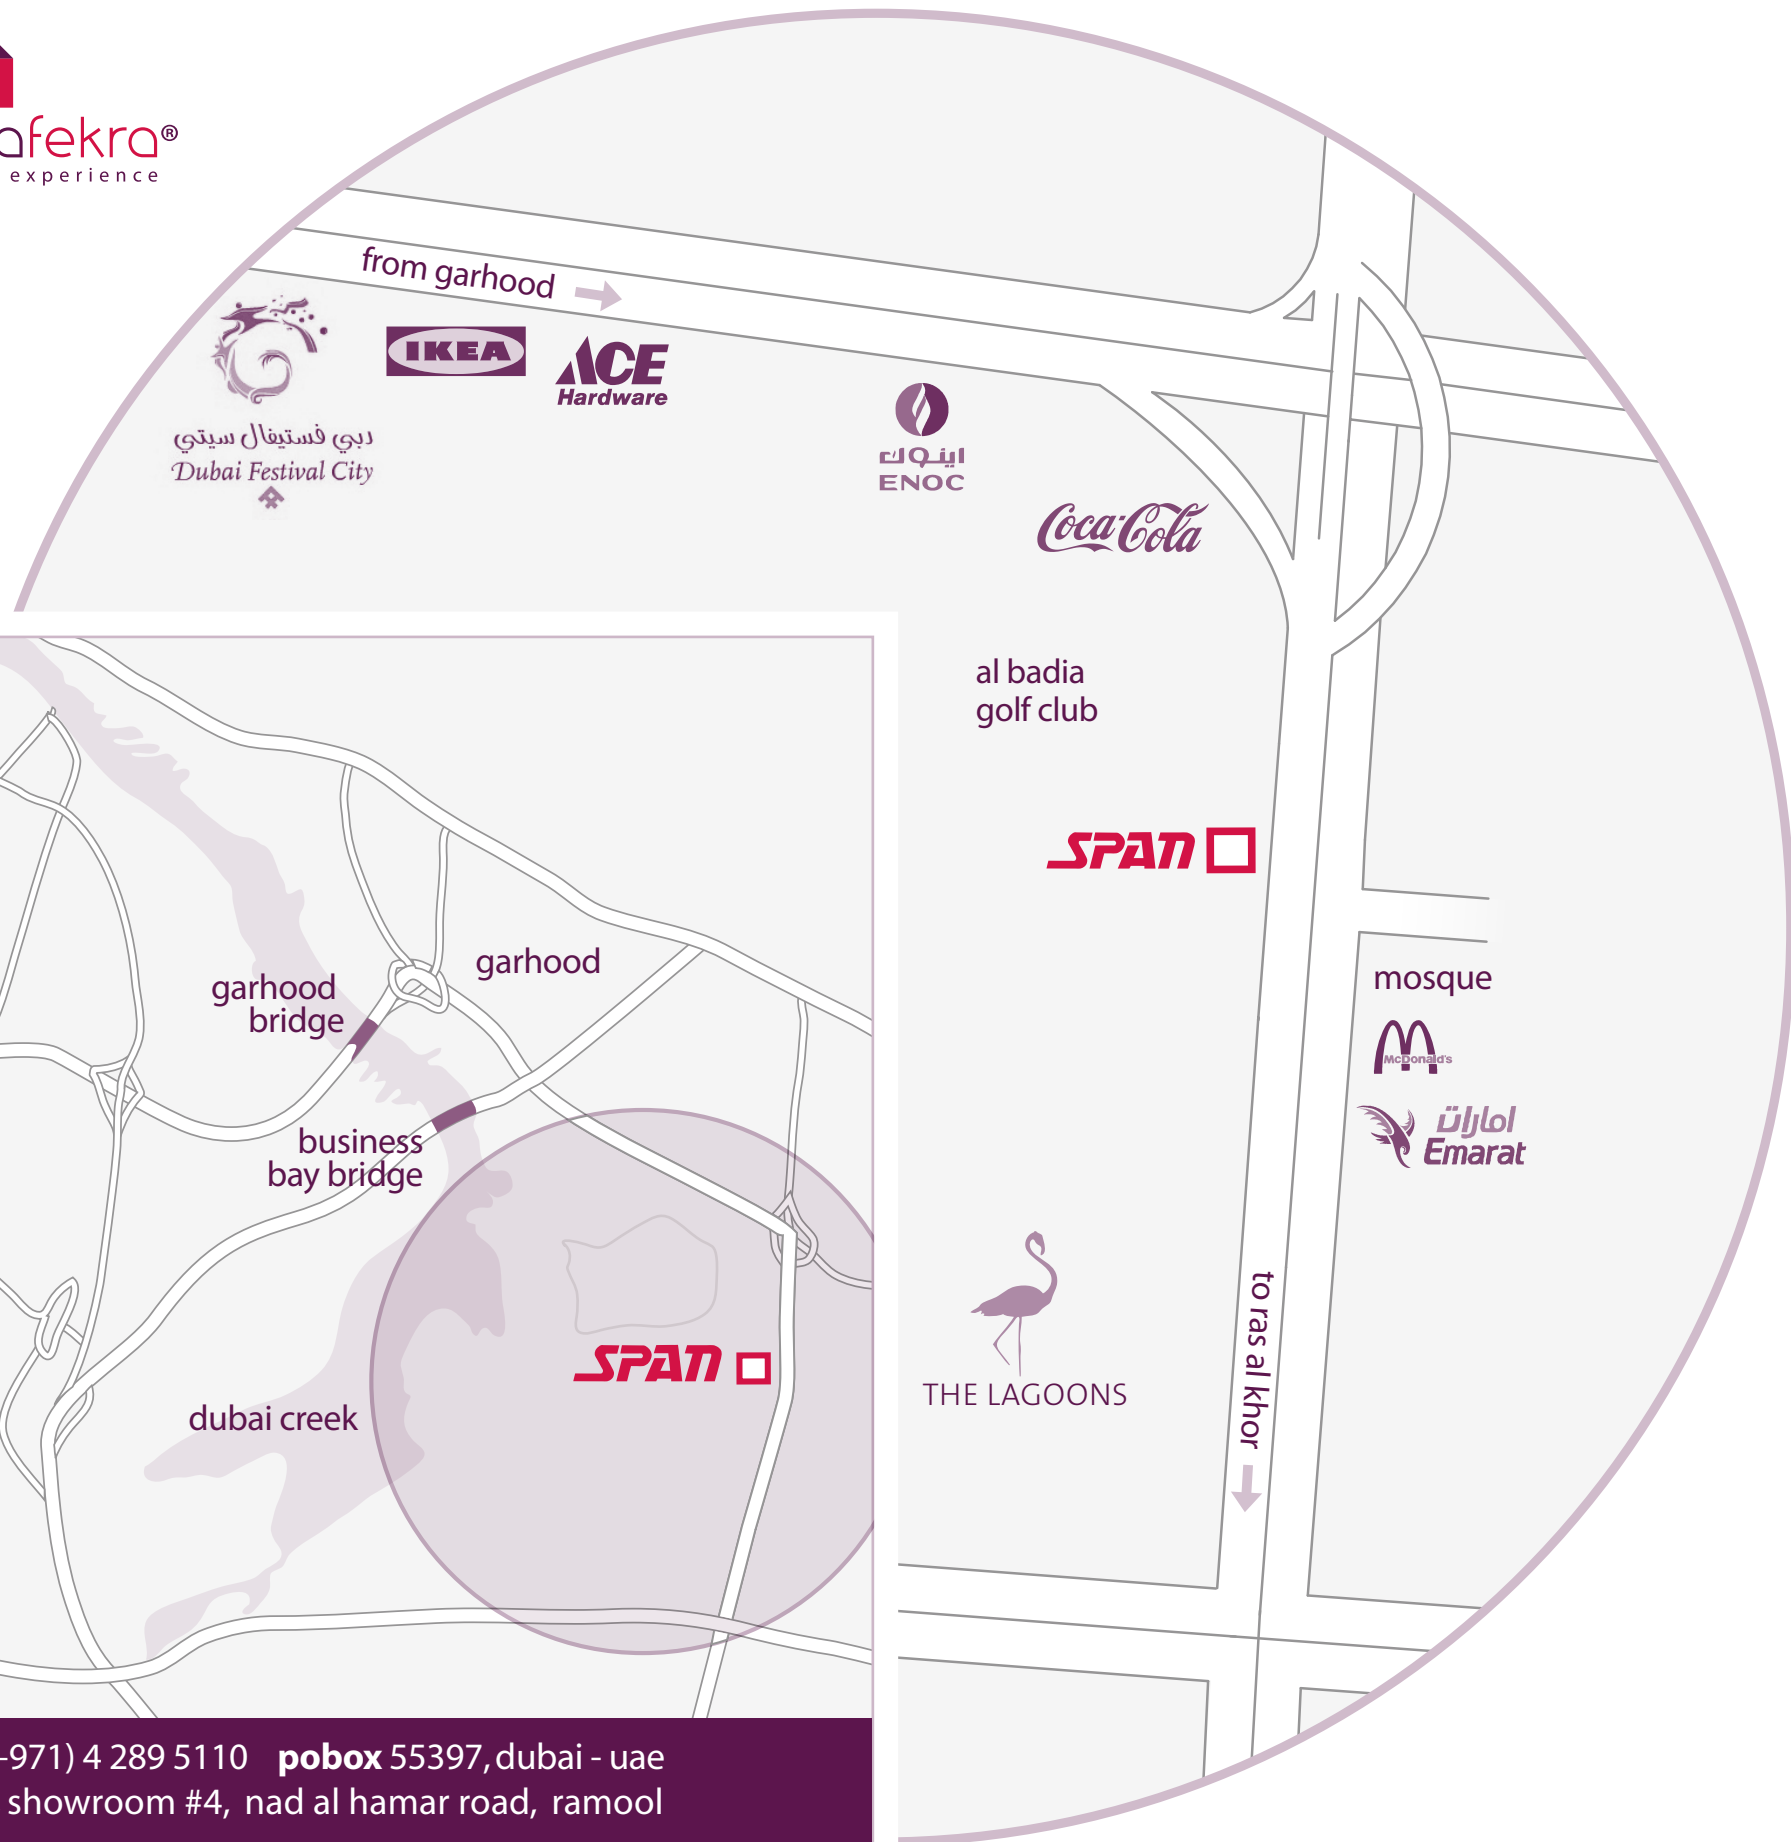 afekra®
experience
from garhood
دبي فستيفال سيتي
Dubai Festival City
IKEA
ACE
Hardware
اينوك
ENOC
Coca-Cola
al badia
golf club
SPAN
mosque
McDonald's
امارات
Emarat
THE LAGOONS
to ras al khor
garhood
garhood
bridge
business
bay bridge
SPAN
dubai creek
971) 4 289 5110 pobox 55397, dubai - uae
showroom #4, nad al hamar road, ramool